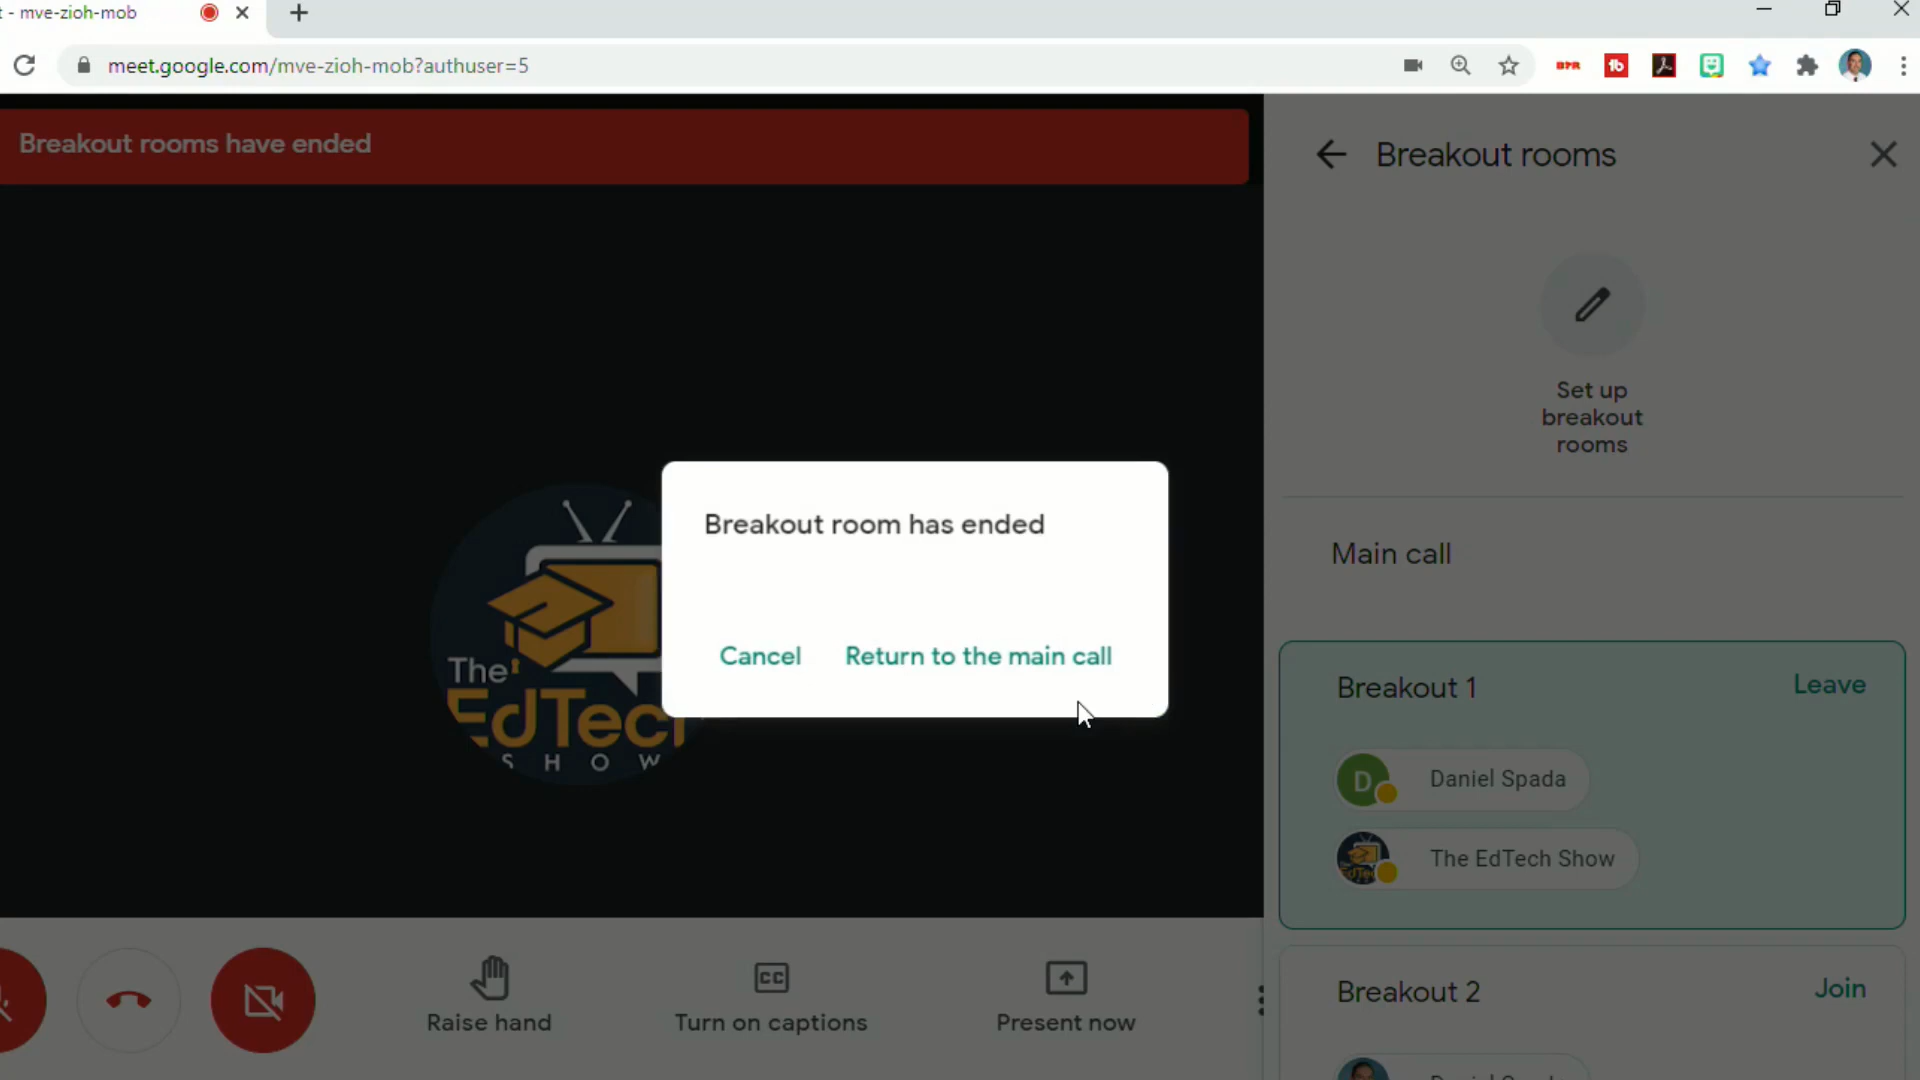 t - mve-zioh-mob
meet.google.com/mve-zioh-mob?authuser=5
Breakout rooms have ended
Breakout rooms
Set up
breakout
rooms
Breakout room has ended
Cancel
Return to the main call
The
EdTech
SHOW
Main call
Breakout 1
Leave
D
Daniel Spada
The EdTech Show
Breakout 2
Join
Raise hand
CC
Turn on captions
Present now